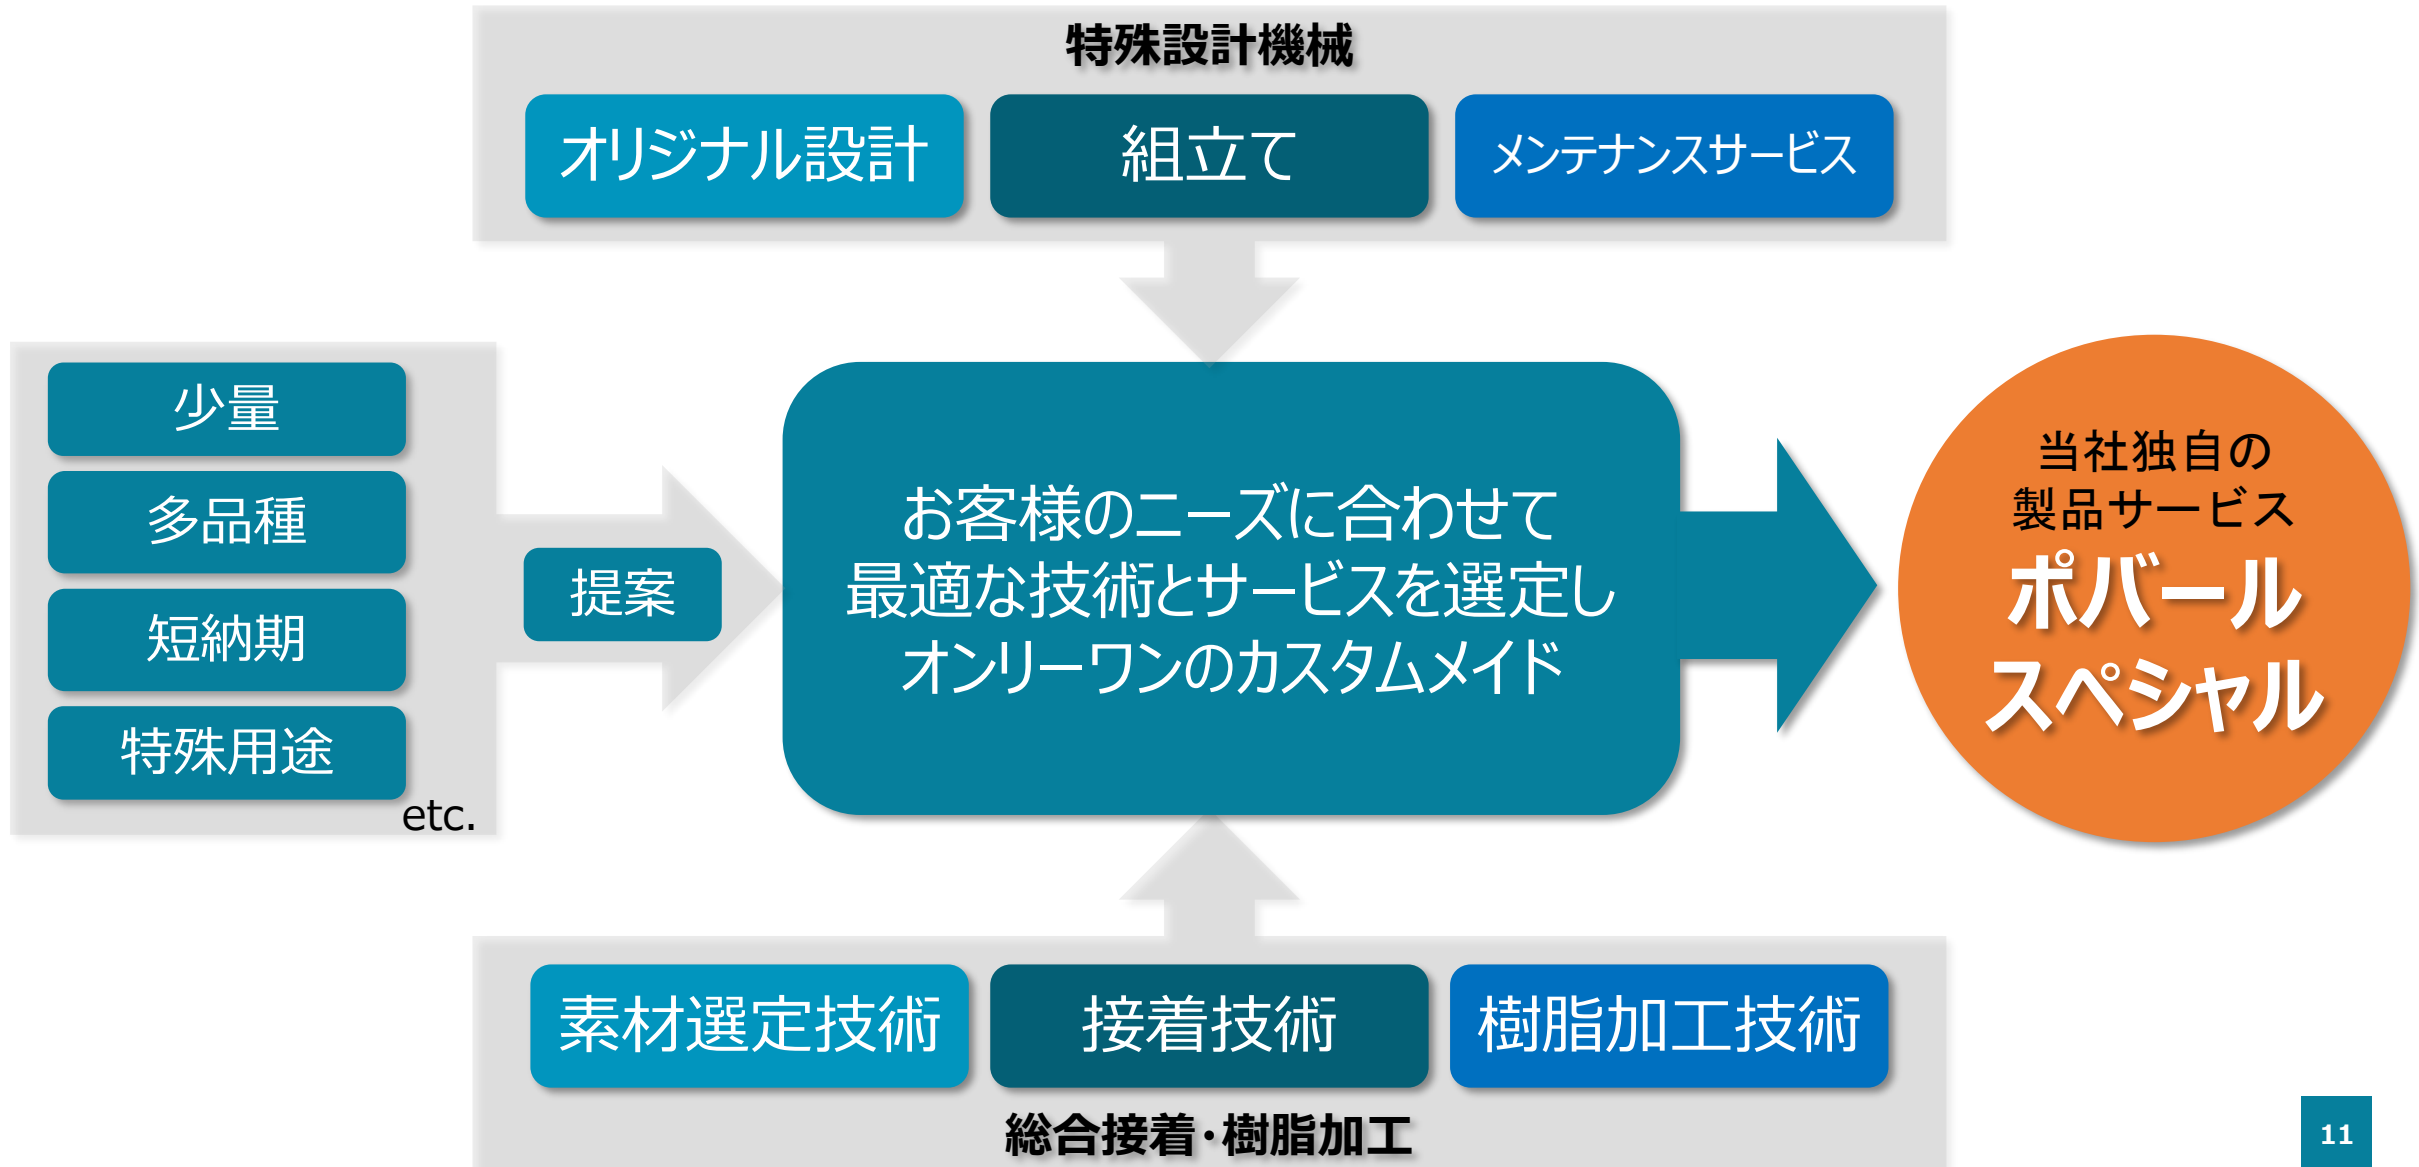 特殊設計機械
オリジナル設計
組立て
メンテナンスサービス
少量
多品種
短納期
特殊用途
etc.
提案
お客様のニーズに合わせて
最適な技術とサービスを選定し
オンリーワンのカスタムメイド
当社独自の
製品サービス
ポバール
スペシャル
素材選定技術
接着技術
樹脂加工技術
総合接着・樹脂加工
11